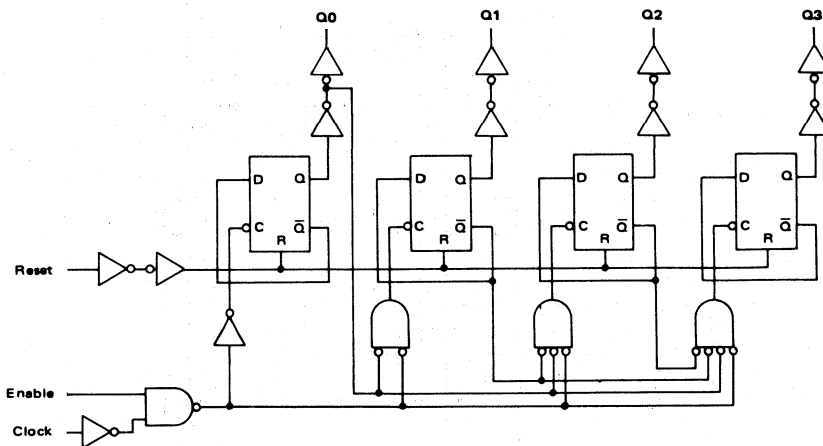 Q0 Q1 Q2 Q3
D Q D Q D Q D Q
C Q̅ C Q̅ C Q̅ C Q̅
R R R R
Reset
Enable
Clock